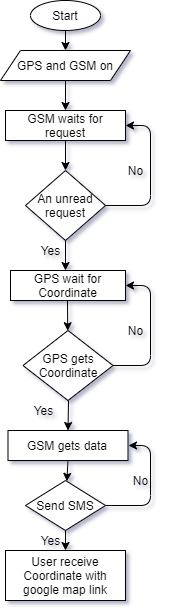 Start
GPS and GSM on
GSM waits for
request
No
An unread
request
Yes
GPS wait for
Coordinate
No
GPS gets
Coordinate
Yes
GSM gets data
No
Send SMS
Yes
User receive
Coordinate with
google map link